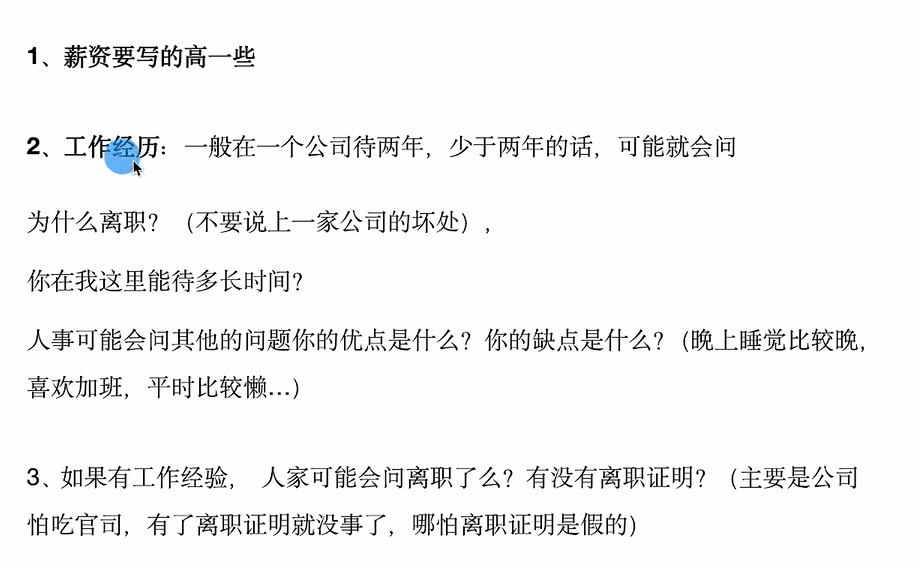 1、薪资要写的高一些
2、工作经历：一般在一个公司待两年，少于两年的话，可能就会问
为什么离职？（不要说上一家公司的坏处），
你在我这里能待多长时间？
人事可能会问其他的问题你的优点是什么？你的缺点是什么？(晚上睡觉比较晚，
喜欢加班，平时比较懒...）
3、如果有工作经验， 人家可能会问离职了么？有没有离职证明？（主要是公司
怕吃官司，有了离职证明就没事了，哪怕离职证明是假的）